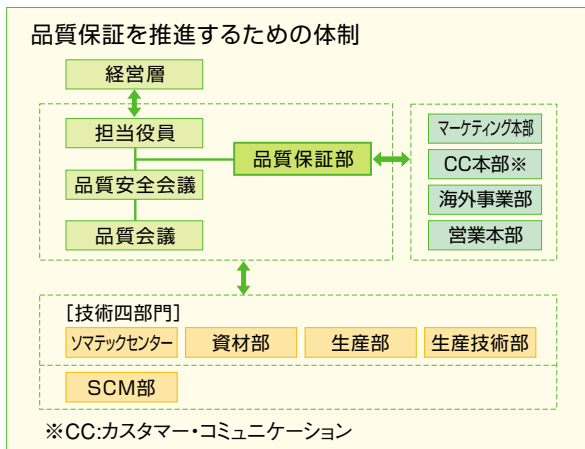 品質保証を推進するための体制
経営層
担当役員
品質保証部
品質安全会議
品質会議
マーケティング本部
CC本部※
海外事業部
営業本部
[技術四部門]
ソマテックセンター 資材部 生産部 生産技術部
SCM部
※CC:カスタマー・コミュニケーション